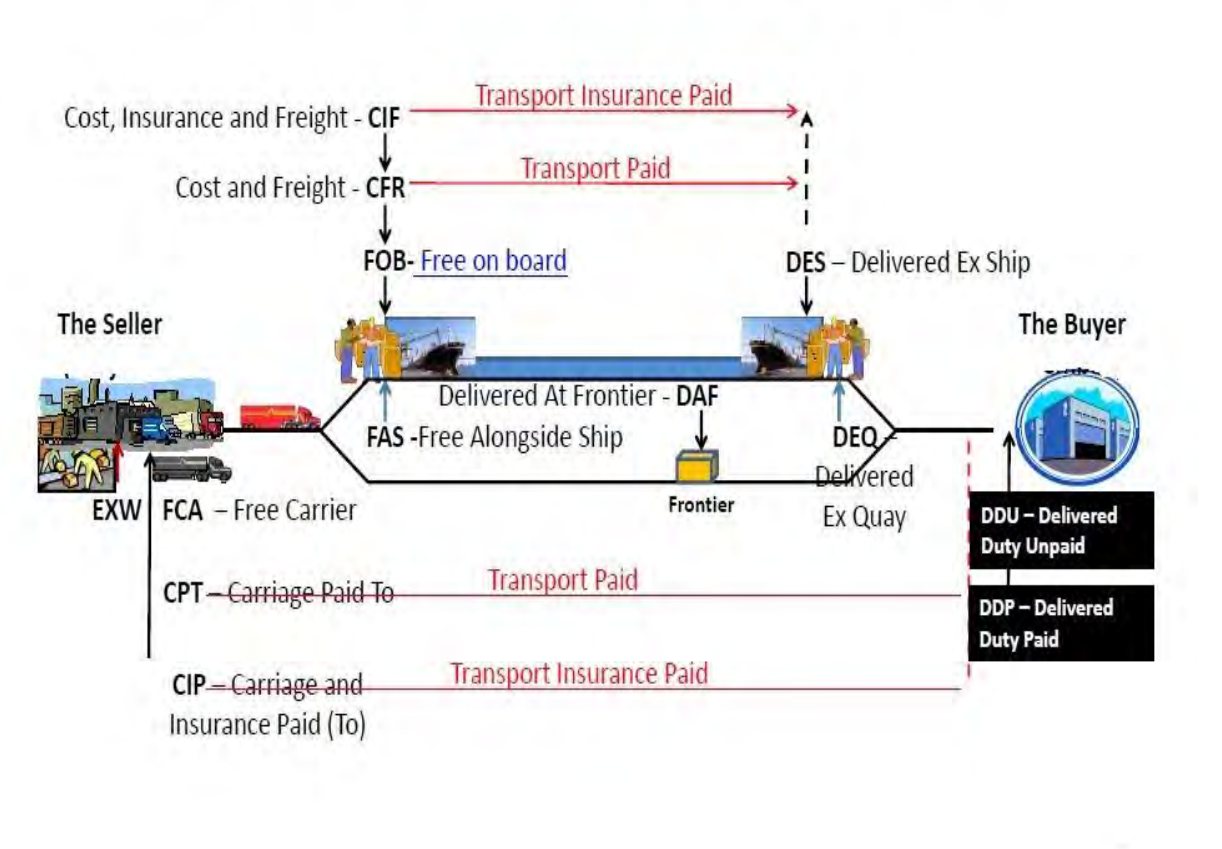 Transport Insurance Paid
Cost, Insurance and Freight - CIF
Transport Paid
Cost and Freight - CFR
FOB- Free on board
DES – Delivered Ex Ship
The Seller
The Buyer
Delivered At Frontier - DAF
FAS -Free Alongside Ship
DEQ –
Delivered
Ex Quay
Frontier
EXW
FCA – Free Carrier
DDU – Delivered
Duty Unpaid
CPT – Carriage Paid To
Transport Paid
DDP – Delivered
Duty Paid
CIP – Carriage and
Insurance Paid (To)
Transport Insurance Paid